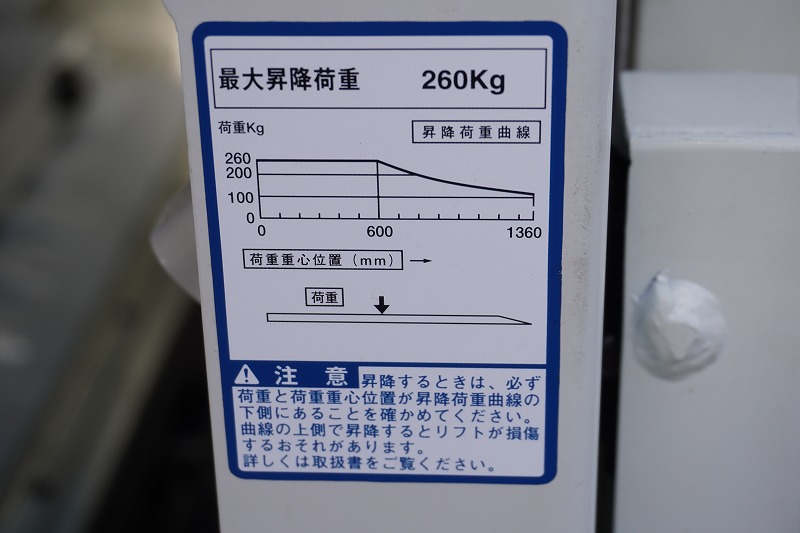 最大昇降荷重 260Kg
荷重Kg
昇降荷重曲線
260
200
100
0
0 600 1360
荷重重心位置(mm) →
荷重
注意 昇降するときは、必ず
荷重と荷重重心位置が昇降荷重曲線の
下側にあることを確かめてください。
曲線の上側で昇降するとリフトが損傷
するおそれがあります。
詳しくは取扱書をご覧ください。